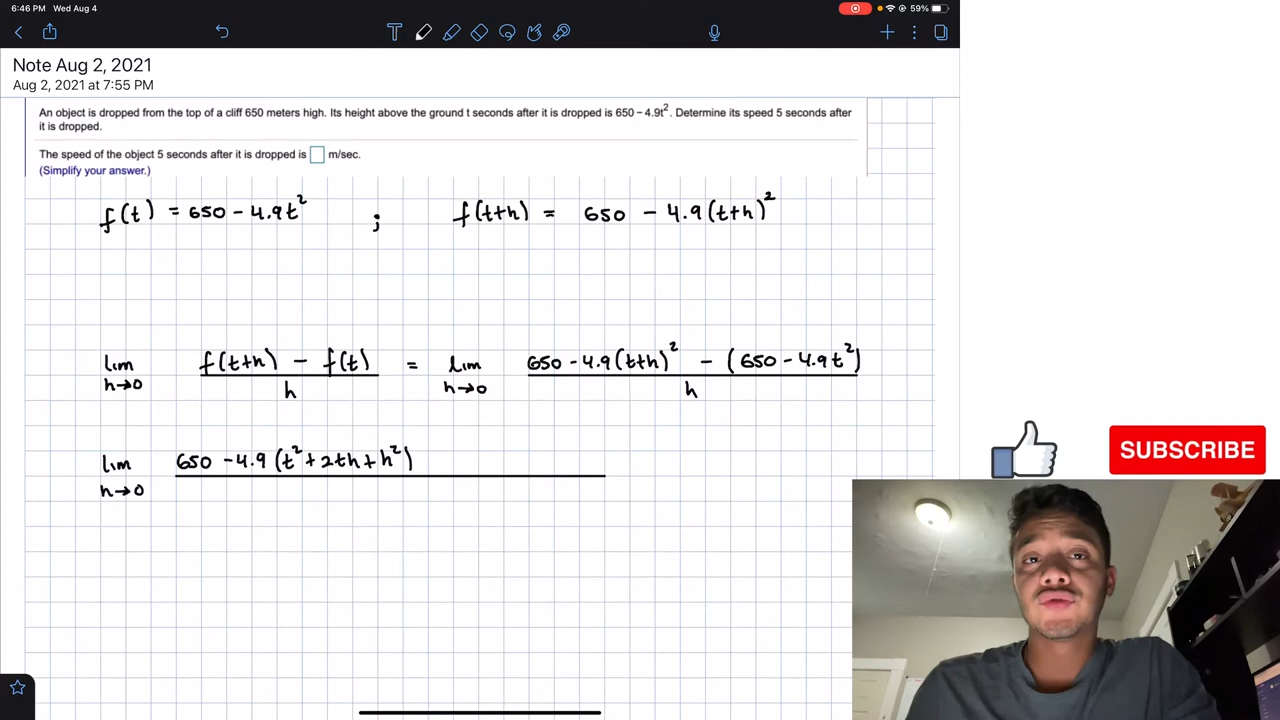 6:46 PM Wed Aug 4 59%
T
Note Aug 2, 2021
Aug 2, 2021 at 7:55 PM
An object is dropped from the top of a cliff 650 meters high. Its height above the ground t seconds after it is dropped is 650 − 4.9t². Determine its speed 5 seconds after
it is dropped.
The speed of the object 5 seconds after it is dropped is □ m/sec.
(Simplify your answer.)
f(t) = 650 − 4.9t² ; f(t+h) = 650 − 4.9(t+h)²
f(t+h) − f(t) = 650 − 4.9(t+h)² − (650 − 4.9t²)
lim lim
h→0 h h→0 h
SUBSCRIBE
lim 650 − 4.9(t² + 2th + h²)
h→0